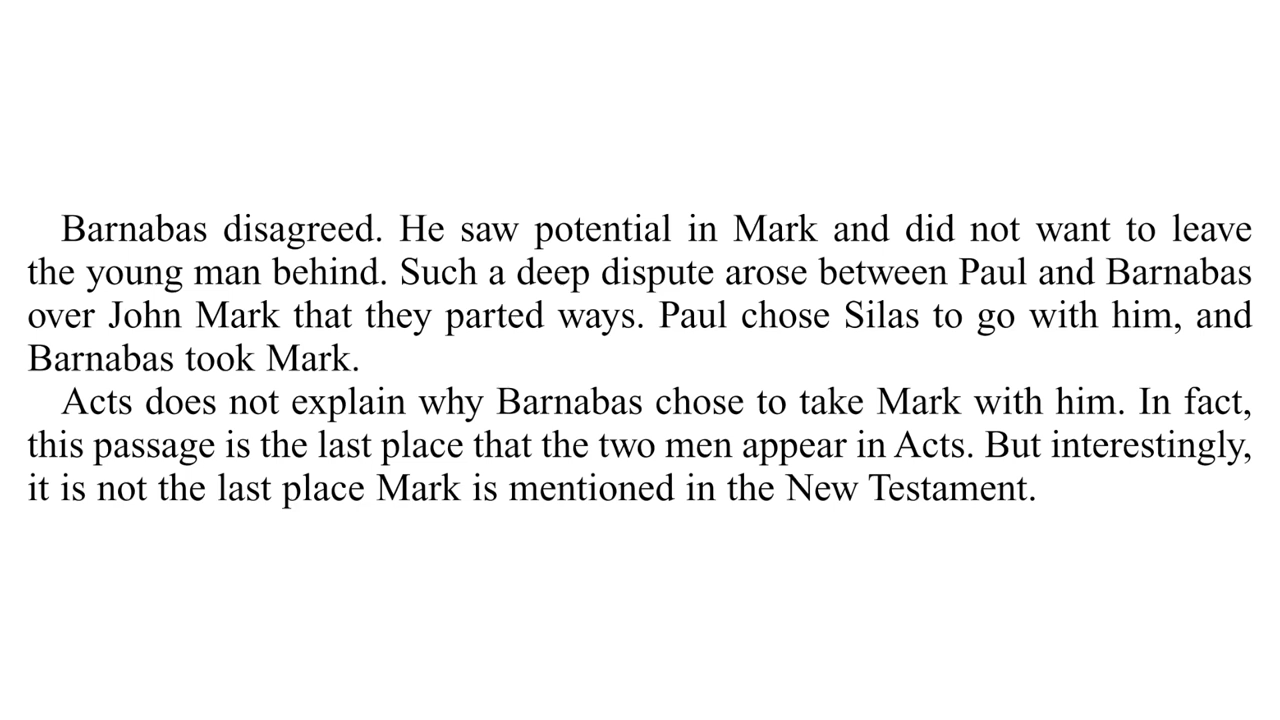 Barnabas disagreed. He saw potential in Mark and did not want to leave
the young man behind. Such a deep dispute arose between Paul and Barnabas
over John Mark that they parted ways. Paul chose Silas to go with him, and
Barnabas took Mark.
Acts does not explain why Barnabas chose to take Mark with him. In fact,
this passage is the last place that the two men appear in Acts. But interestingly,
it is not the last place Mark is mentioned in the New Testament.